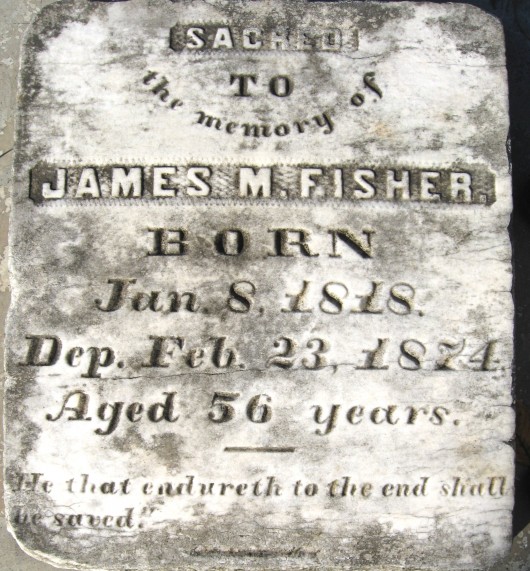 SACRED
TO
the memory of
JAMES M. FISHER.
BORN
Jan. 8, 1818.
Dep. Feb. 23, 1874.
Aged 56 years.
He that endureth to the end shall
be saved."